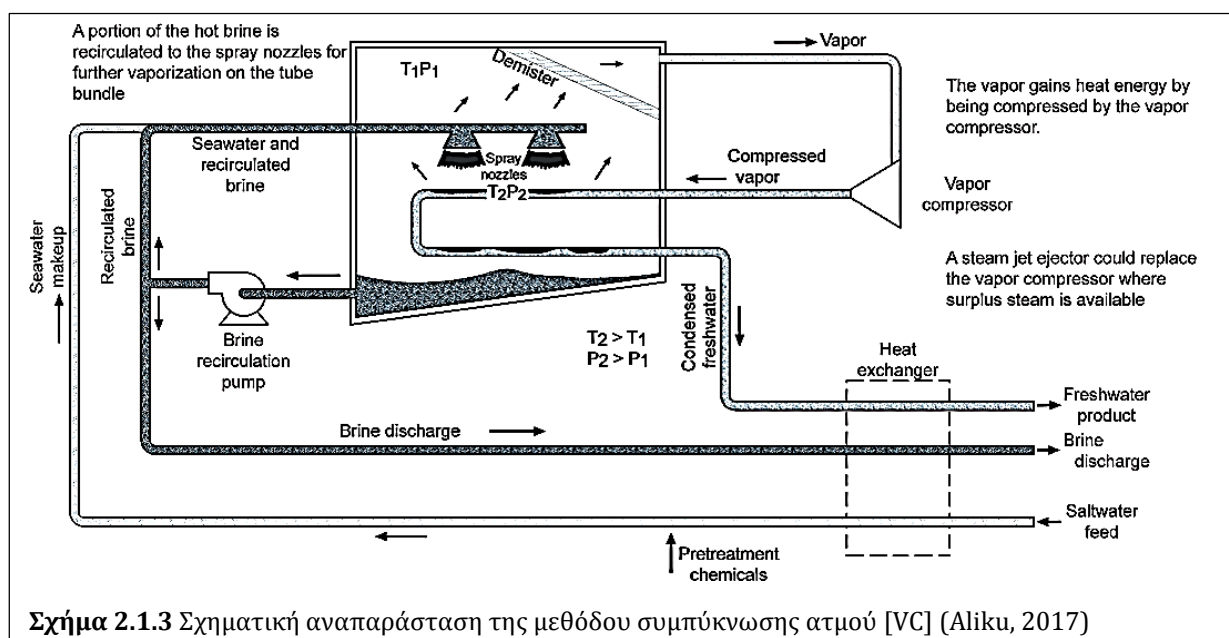 A portion of the hot brine is
recirculated to the spray nozzles for
further vaporization on the tube
bundle
T1P1
Demister
Vapor
The vapor gains heat energy by
being compressed by the vapor
compressor.
Seawater and
recirculated
brine
Spray
nozzles
T2P2
Compressed
vapor
Vapor
compressor
Seawater
makeup
Recirculated
brine
A steam jet ejector could replace
the vapor compressor where
surplus steam is available
Brine
recirculation
pump
T2 > T1
P2 > P1
Condensed
freshwater
Heat
exchanger
Freshwater
product
Brine discharge
Brine
discharge
Saltwater
feed
Pretreatment
chemicals
Σχήμα 2.1.3 Σχηματική αναπαράσταση της μεθόδου συμπύκνωσης ατμού [VC] (Aliku, 2017)